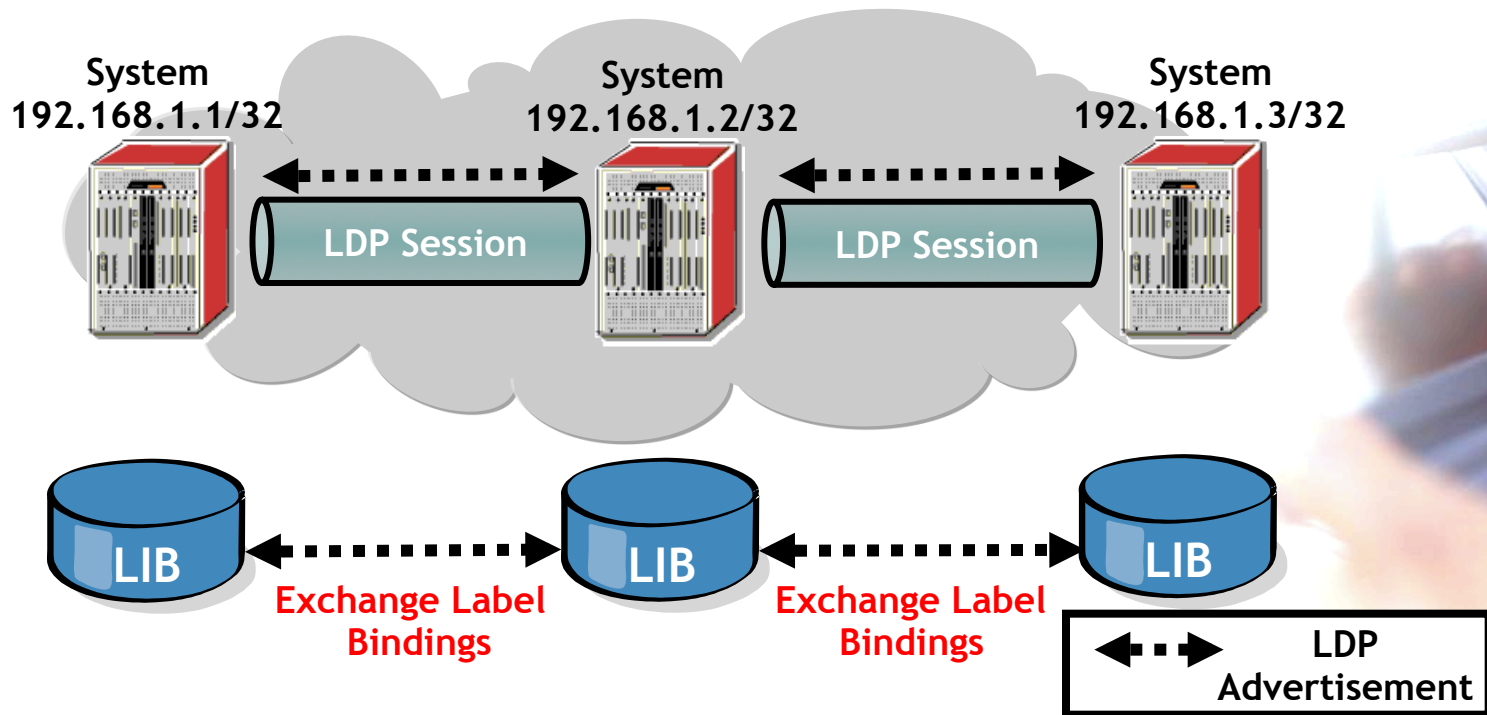 System
192.168.1.1/32
System
192.168.1.2/32
System
192.168.1.3/32
LDP Session
LDP Session
LIB
LIB
LIB
Exchange Label
Bindings
Exchange Label
Bindings
LDP
Advertisement